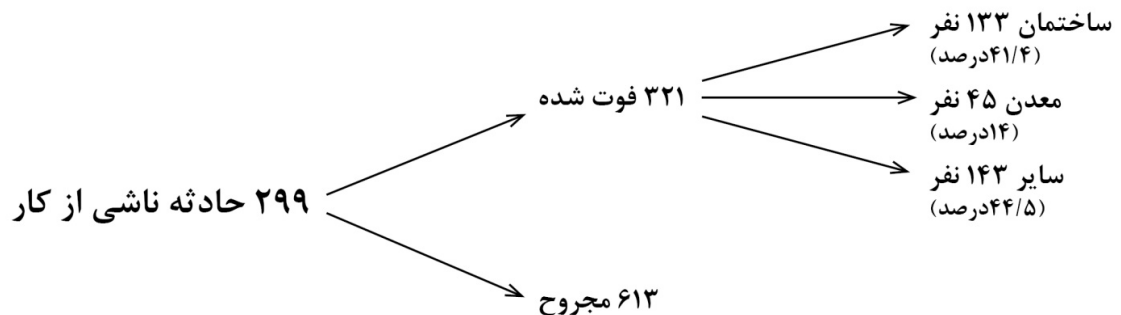 ساختمان ۱۳۳ نفر
(۴۱/۴درصد)
۳۲۱ فوت شده
معدن ۴۵ نفر
(۱۴درصد)
سایر ۱۴۳ نفر
(۴۴/۵درصد)
۲۹۹ حادثه ناشی از کار
۶۱۳ مجروح